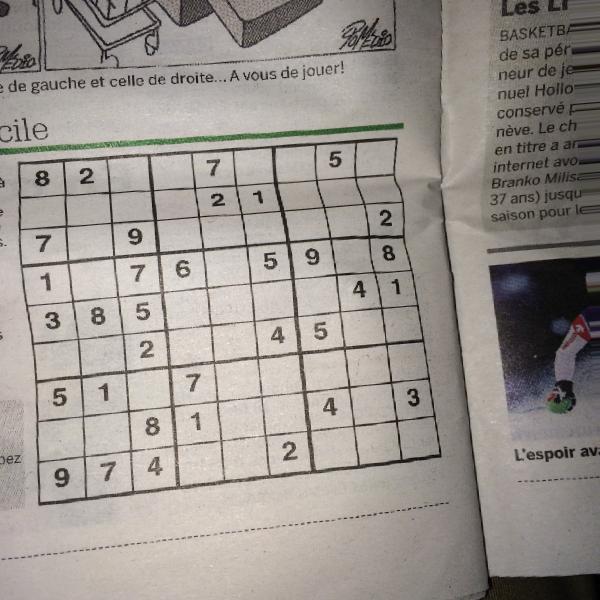 e de gauche et celle de droite... A vous de jouer!
cile
8 2 7 5
2 1
7 9 2
1 7 6 5 9 8
3 8 5 4 1
2 4 5
5 1 7
8 1 4 3
9 7 4 2
pez
Les
BASKETBA
de sa pér
neur de je
nuel Hollo
conservé
nève. Le ch
en titre a
internet avo
Branko Milis
37 ans) jusqu
saison pour le
L'espoir av